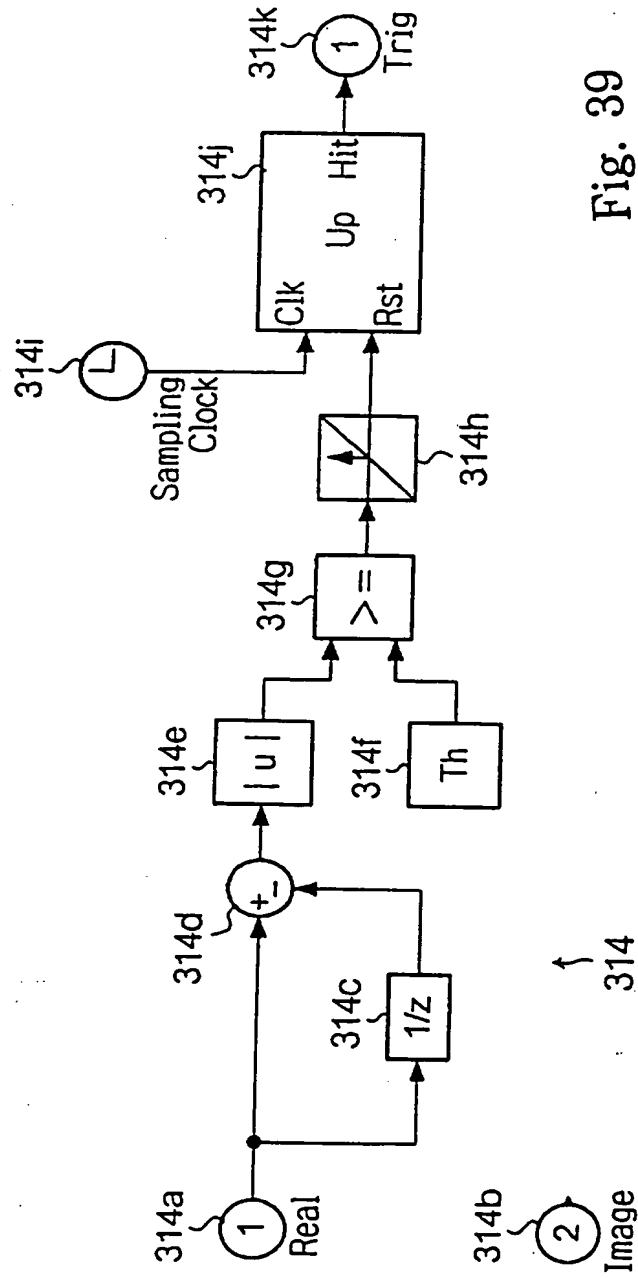 314a
1
Real
314b
2
Image
314c
1/z
314d
+
−
314e
|u|
314f
Th
314g
>=
314h
314i
Sampling
Clock
314j
Clk
Up
Hit
Rst
314k
1
Trig
314
Fig. 39